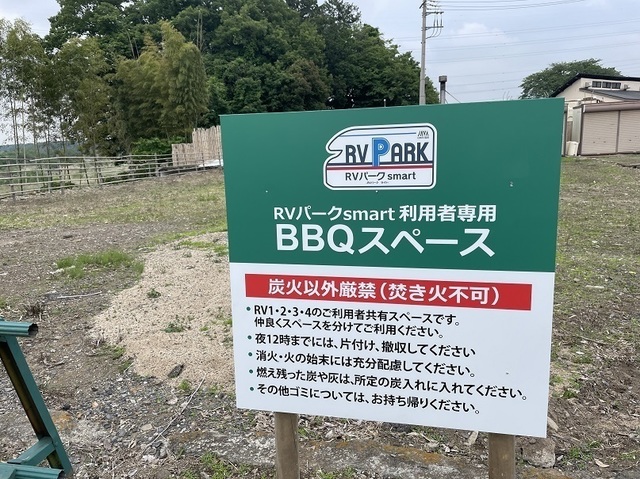 RV PARK
RVパークsmart
RVパークsmart 利用者専用
BBQスペース
炭火以外厳禁(焚き火不可)
・RV1・2・3・4のご利用者共有スペースです。
仲良くスペースを分けてご利用ください。
・夜12時までには、片付け、撤収してください
・消火・火の始末には充分配慮してください。
・燃え残った炭や灰は、所定の炭入れに入れてください。
・その他ゴミについては、お持ち帰りください。